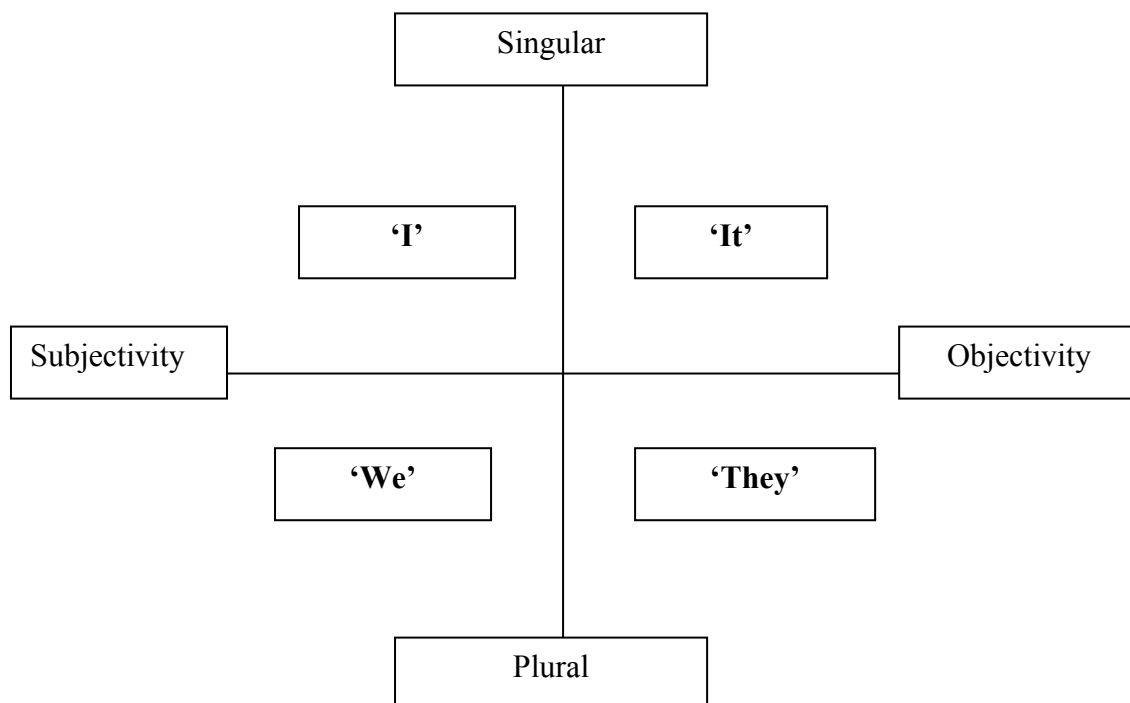 Singular
‘I’
‘It’
Subjectivity
Objectivity
‘We’
‘They’
Plural